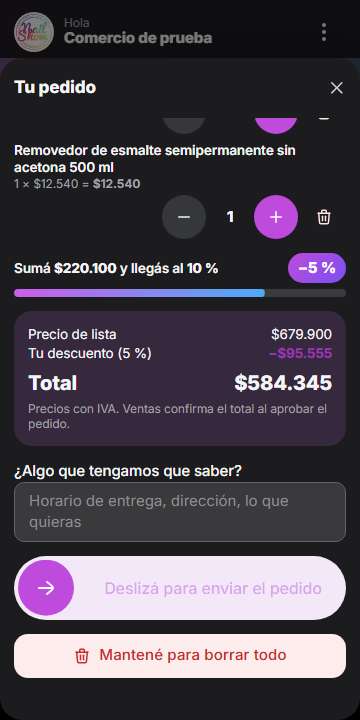 Nail
Show
Hola
Comercio de prueba
Tu pedido
Removedor de esmalte semipermanente sin
acetona 500 ml
1 × $12.540 = $12.540
1
Sumá $220.100 y llegás al 10 %
−5 %
Precio de lista
$679.900
Tu descuento (5 %)
−$95.555
Total
$584.345
Precios con IVA. Ventas confirma el total al aprobar el
pedido.
¿Algo que tengamos que saber?
Horario de entrega, dirección, lo que
quieras
Deslizá para enviar el pedido
Mantené para borrar todo